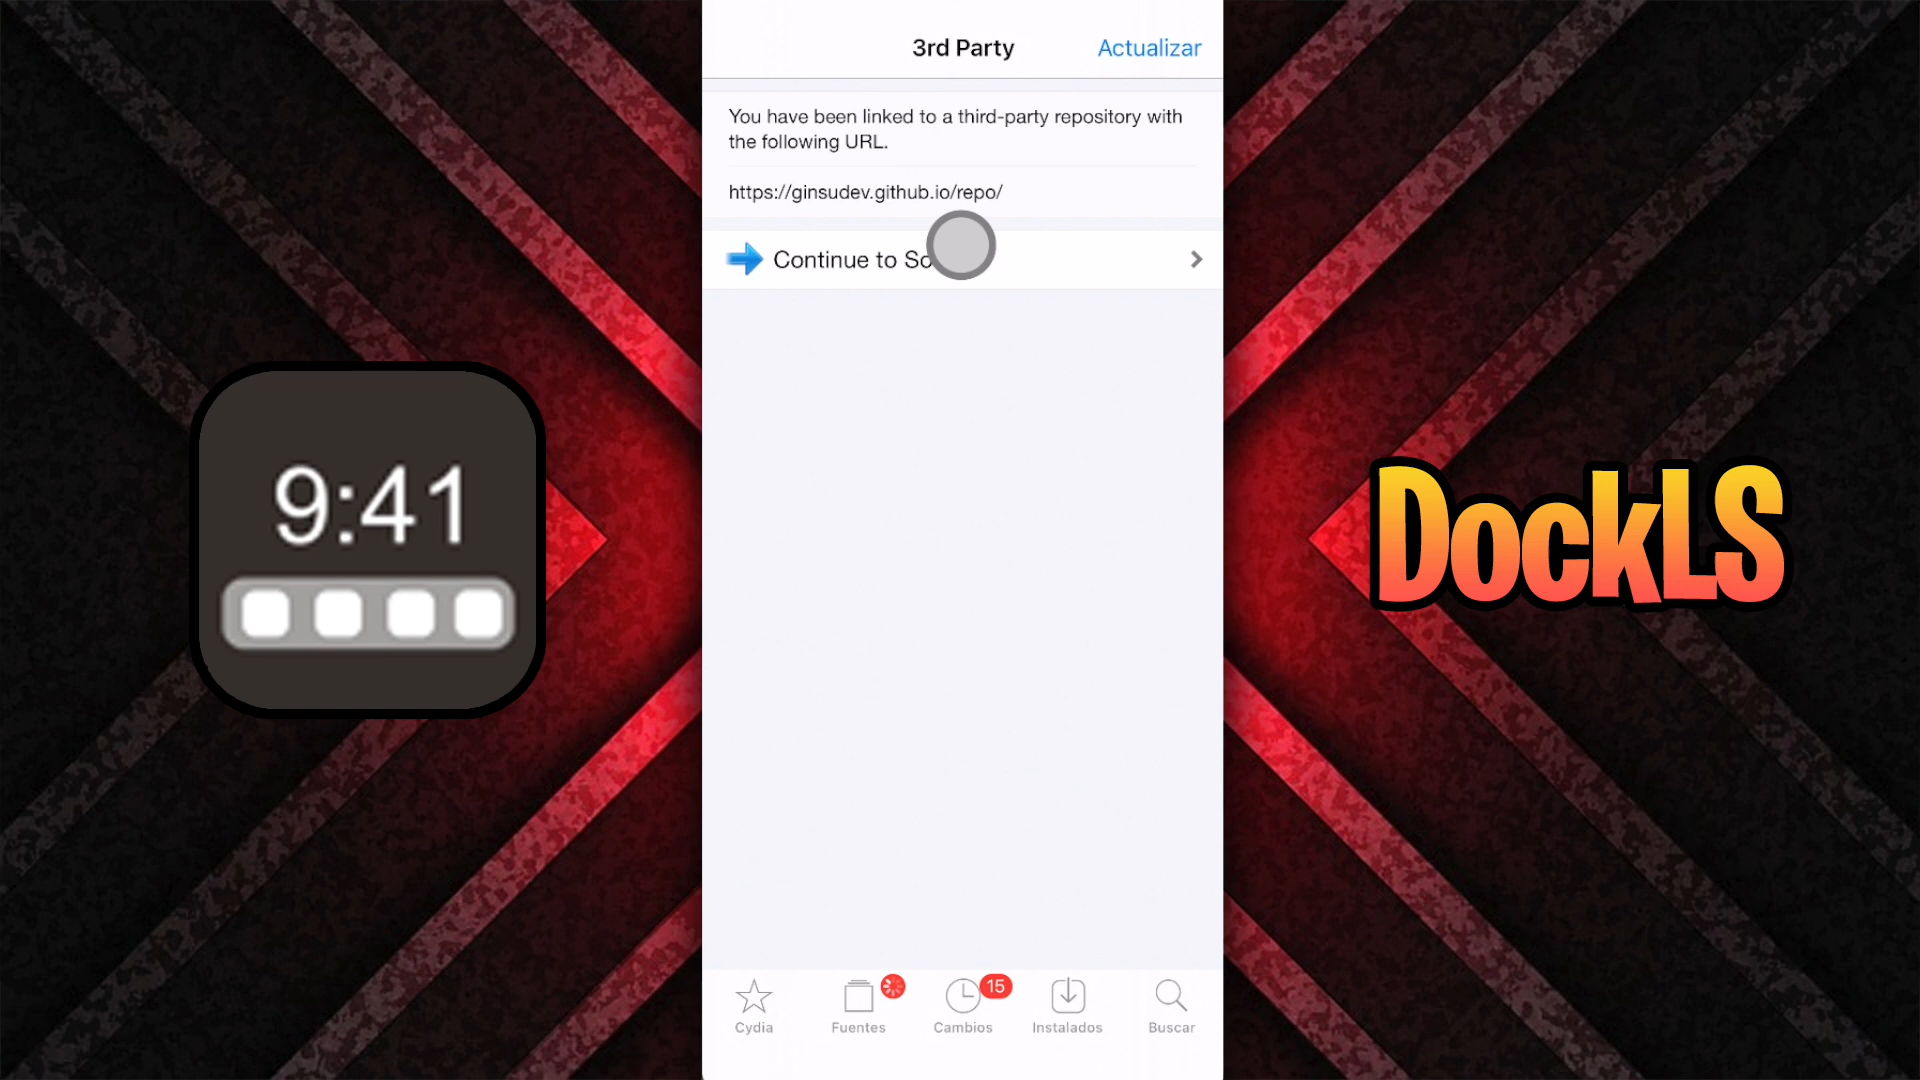 3rd Party
Actualizar
You have been linked to a third-party repository with
the following URL.
https://ginsudev.github.io/repo/
Continue to So
9:41
DockLS
15
Cydia
Fuentes
Cambios
Instalados
Buscar